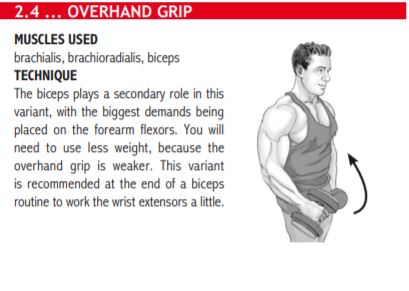 2.4 ... OVERHAND GRIP
MUSCLES USED
brachialis, brachioradialis, biceps
TECHNIQUE
The biceps plays a secondary role in this
variant, with the biggest demands being
placed on the forearm flexors. You will
need to use less weight, because the
overhand grip is weaker. This variant
is recommended at the end of a biceps
routine to work the wrist extensors a little.